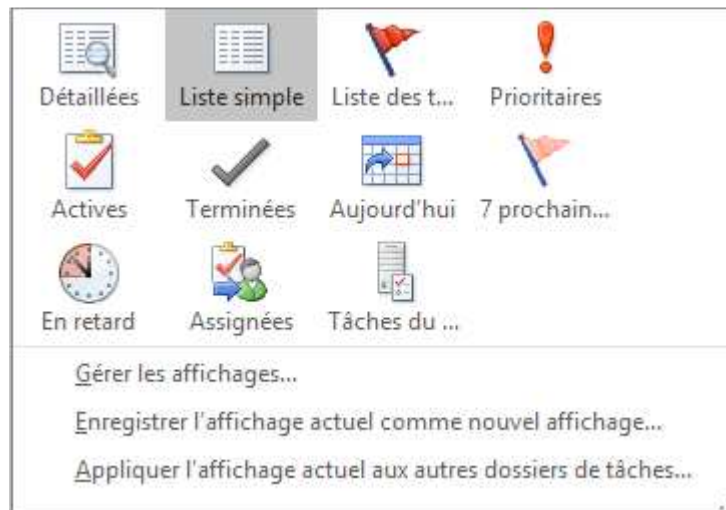 Détaillées Liste simple Liste des t... Prioritaires
Actives Terminées Aujourd'hui 7 prochain...
En retard Assignées Tâches du ...
Gérer les affichages...
Enregistrer l'affichage actuel comme nouvel affichage...
Appliquer l'affichage actuel aux autres dossiers de tâches...